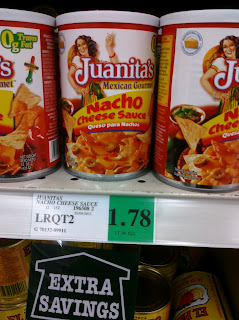 0g Trans
Fat
Juanita's
Mexican Gourmet
Nacho
Cheese Sauce
Queso para Nachos
JUANITAS
NACHO CHEESE SAUCE
LRQT2
1.78
EXTRA
SAVINGS